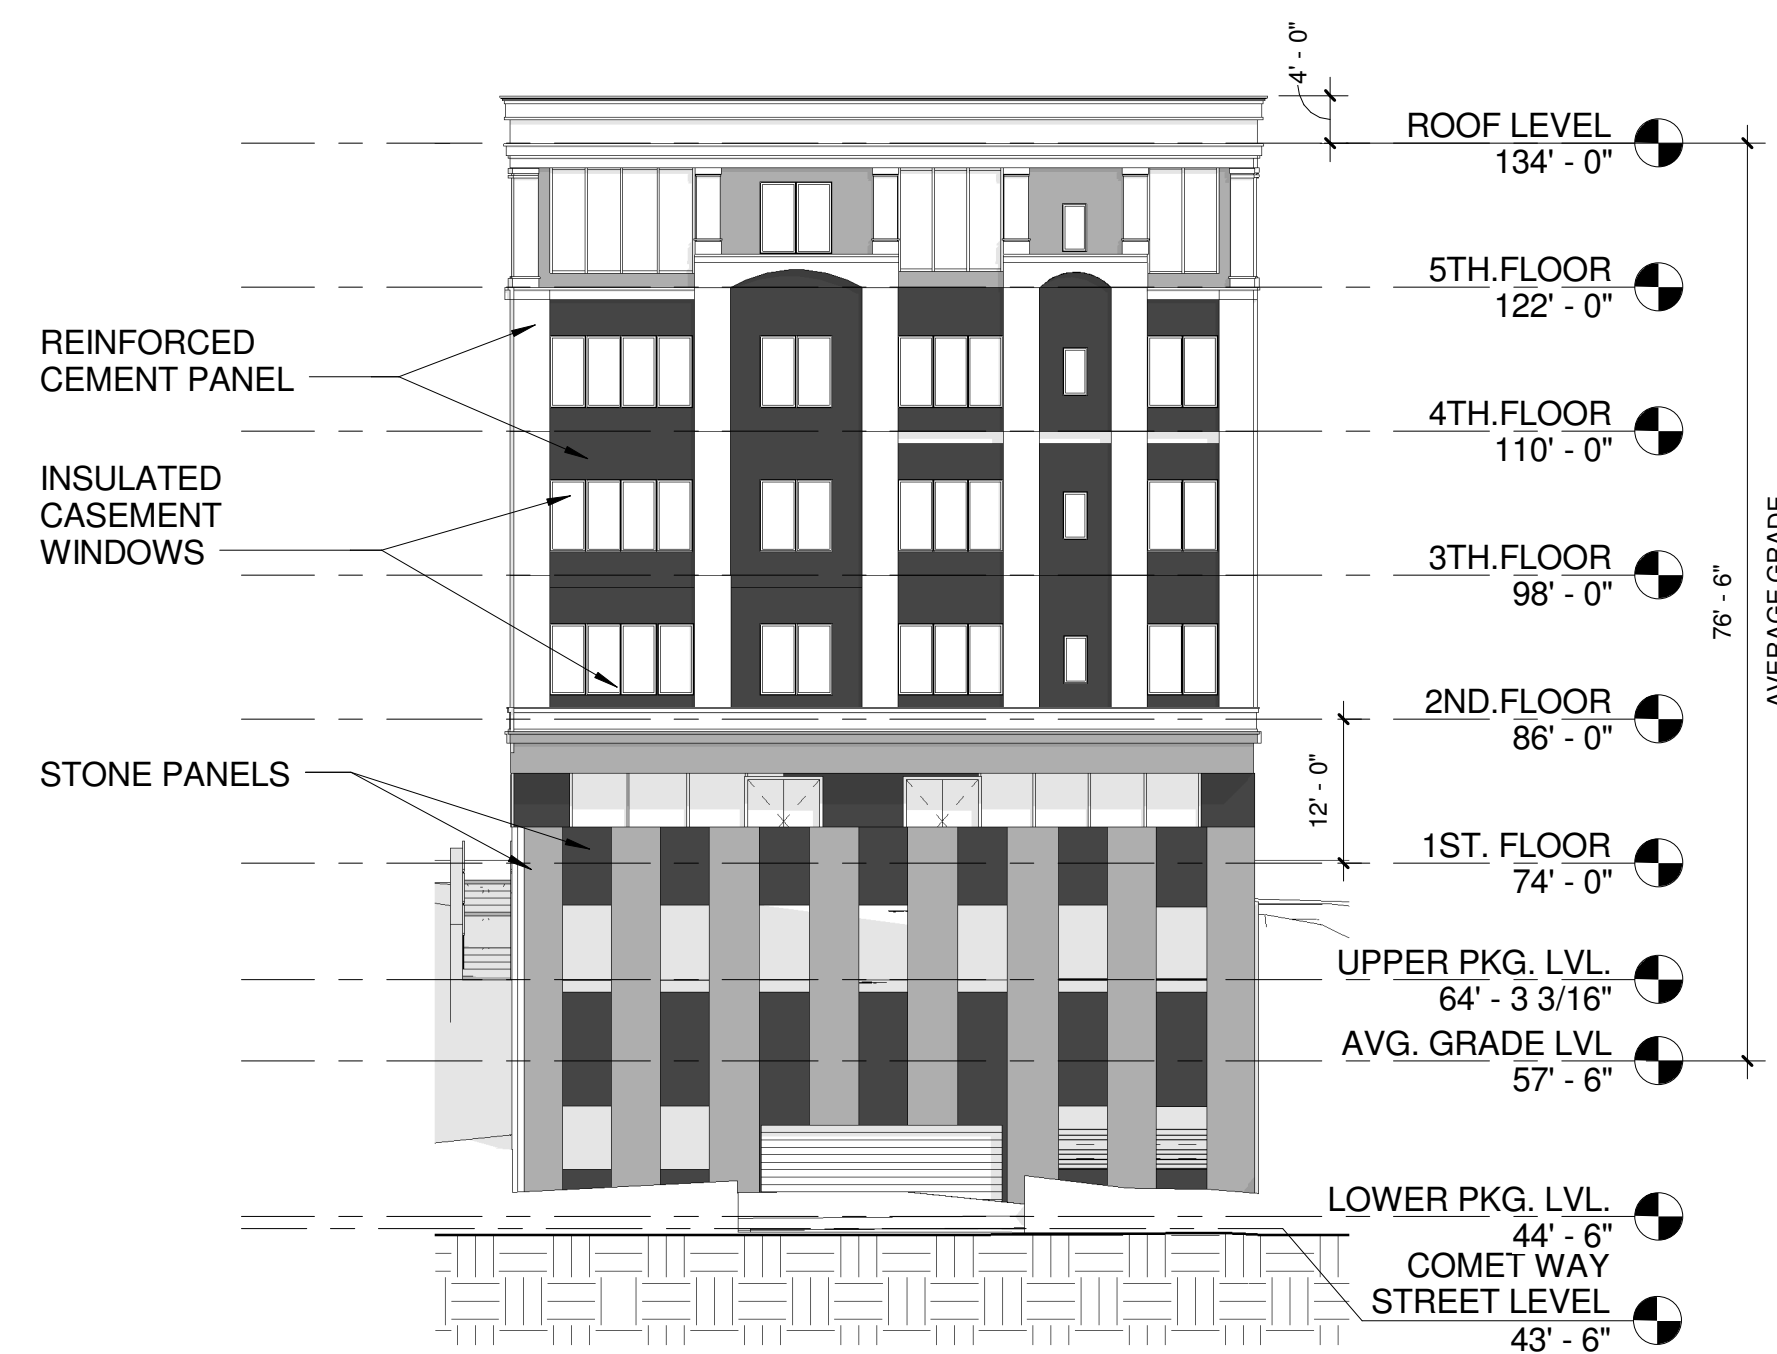 4' - 0"
ROOF LEVEL
134' - 0"
5TH.FLOOR
122' - 0"
REINFORCED
CEMENT PANEL
4TH.FLOOR
110' - 0"
INSULATED
CASEMENT
WINDOWS
3TH.FLOOR
98' - 0"
76' - 6"
AVERAGE GRADE
2ND.FLOOR
86' - 0"
STONE PANELS
12' - 0"
1ST. FLOOR
74' - 0"
UPPER PKG. LVL.
64' - 3 3/16"
AVG. GRADE LVL
57' - 6"
LOWER PKG. LVL.
44' - 6"
COMET WAY
STREET LEVEL
43' - 6"